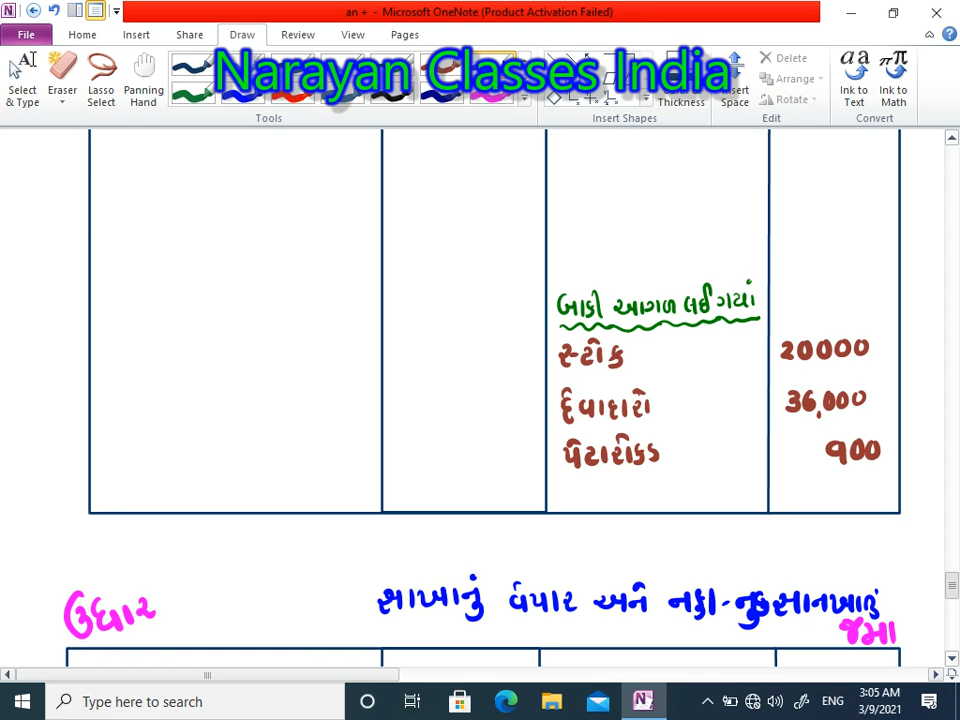 an + - Microsoft OneNote (Product Activation Failed)
File Home Insert Share Draw Review View Pages
Narayan Classes India
Select & Type
Eraser
Lasso Select
Panning Hand
Thickness
Insert Space
Delete
Arrange
Rotate
Ink to Text
Ink to Math
Tools Insert Shapes Edit Convert
બાકી આગળ લઈ ગયાં
સ્ટોક 20000
દેવાદારો 36,000
પેટારોકડ ૧00
ઉધાર
શાખાનું વેપાર અને નફા-નુકસાનખાતું
જમા
Type here to search
ENG
3:05 AM
3/9/2021